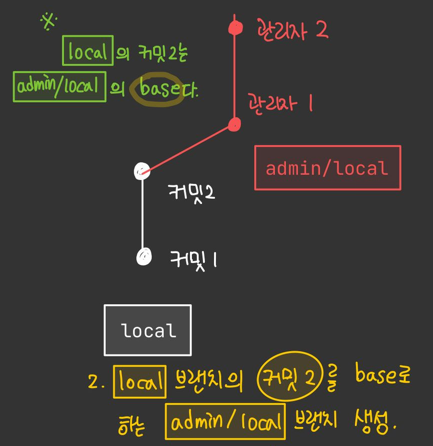 ※
local 의 커밋2는
admin/local 의 base다.
관리자 2
관리자 1
admin/local
커밋2
커밋1
local
2. local 브랜치의 커밋 2 를 base로
하는 admin/local 브랜치 생성.